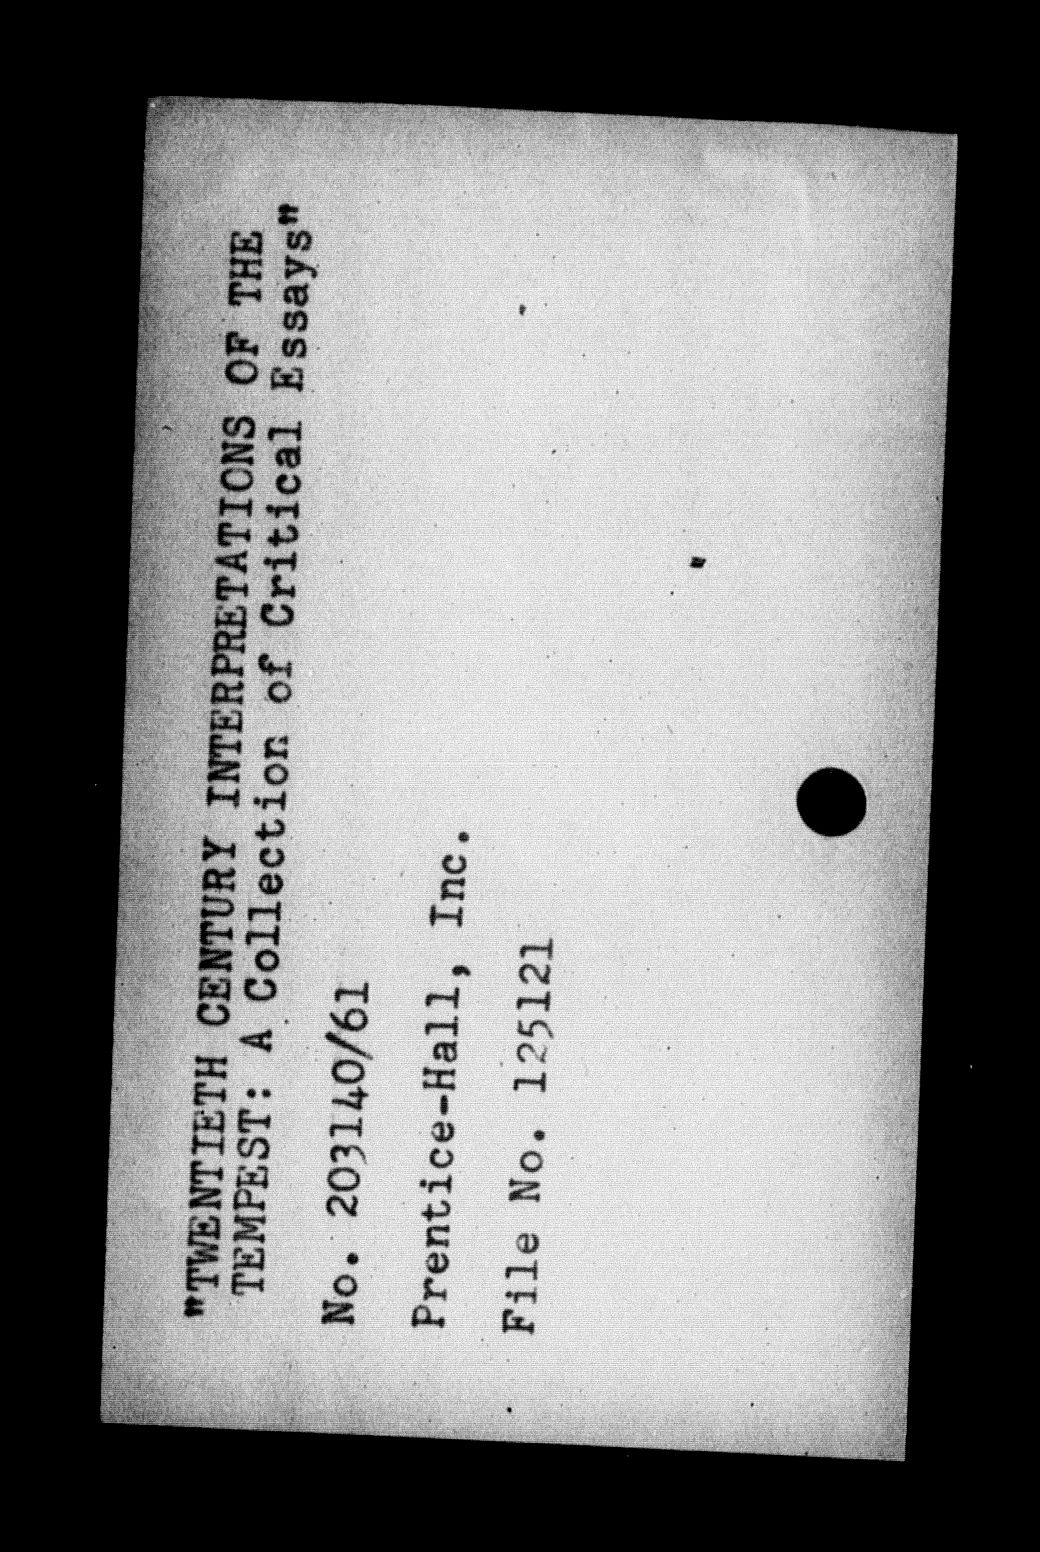 "TWENTIETH CENTURY INTERPRETATIONS OF THE
TEMPEST: A Collection of Critical Essays"
No. 203140/61
Prentice-Hall, Inc.
File No. 125121